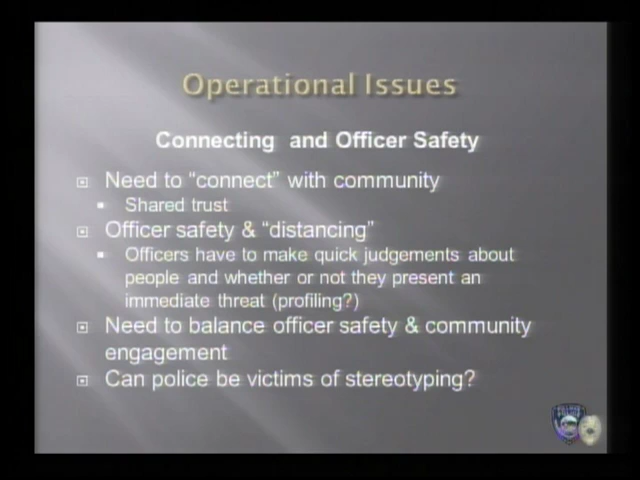 Operational Issues
Connecting and Officer Safety
Need to “connect” with community
Shared trust
Officer safety & “distancing”
Officers have to make quick judgements about
people and whether or not they present an
immediate threat (profiling?)
Need to balance officer safety & community
engagement
Can police be victims of stereotyping?